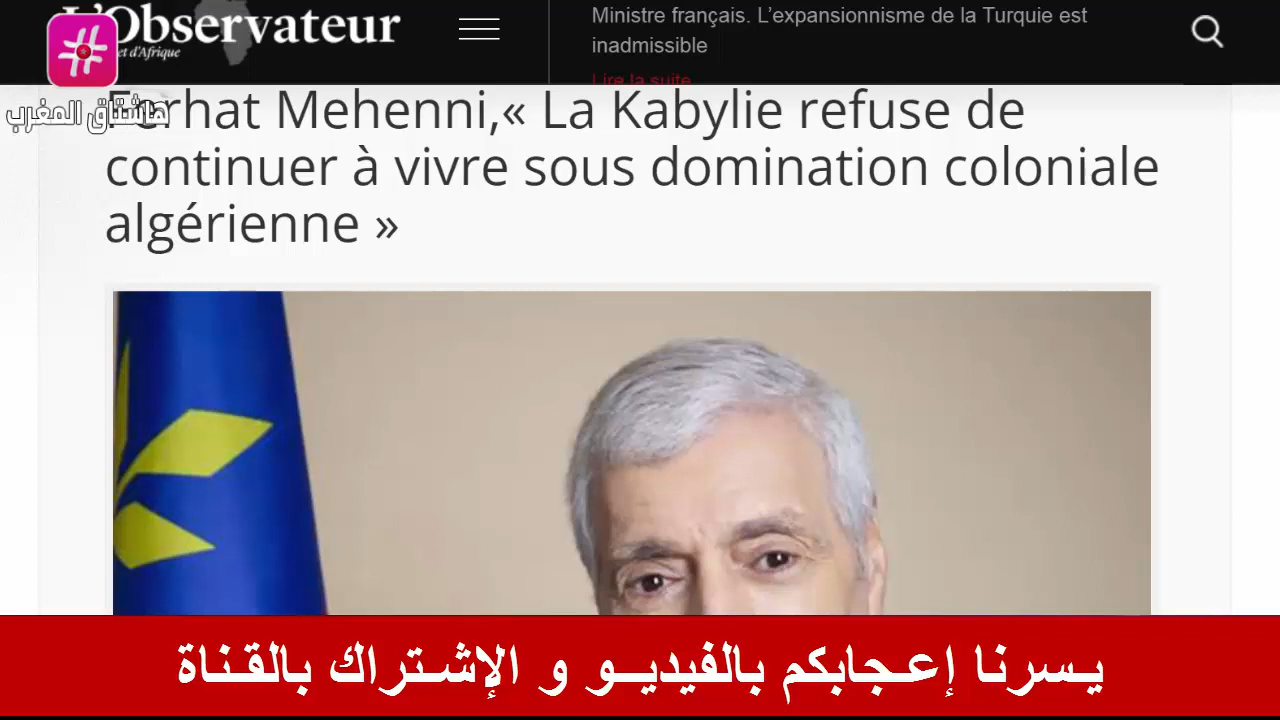 L'Observateur
et d'Afrique
Ministre français. L'expansionnisme de la Turquie est
inadmissible
Lire la suite
هاشتاق المغرب
Ferhat Mehenni,« La Kabylie refuse de
continuer à vivre sous domination coloniale
algérienne »
يسرنا إعجابكم بالفيديو و الإشتراك بالقناة